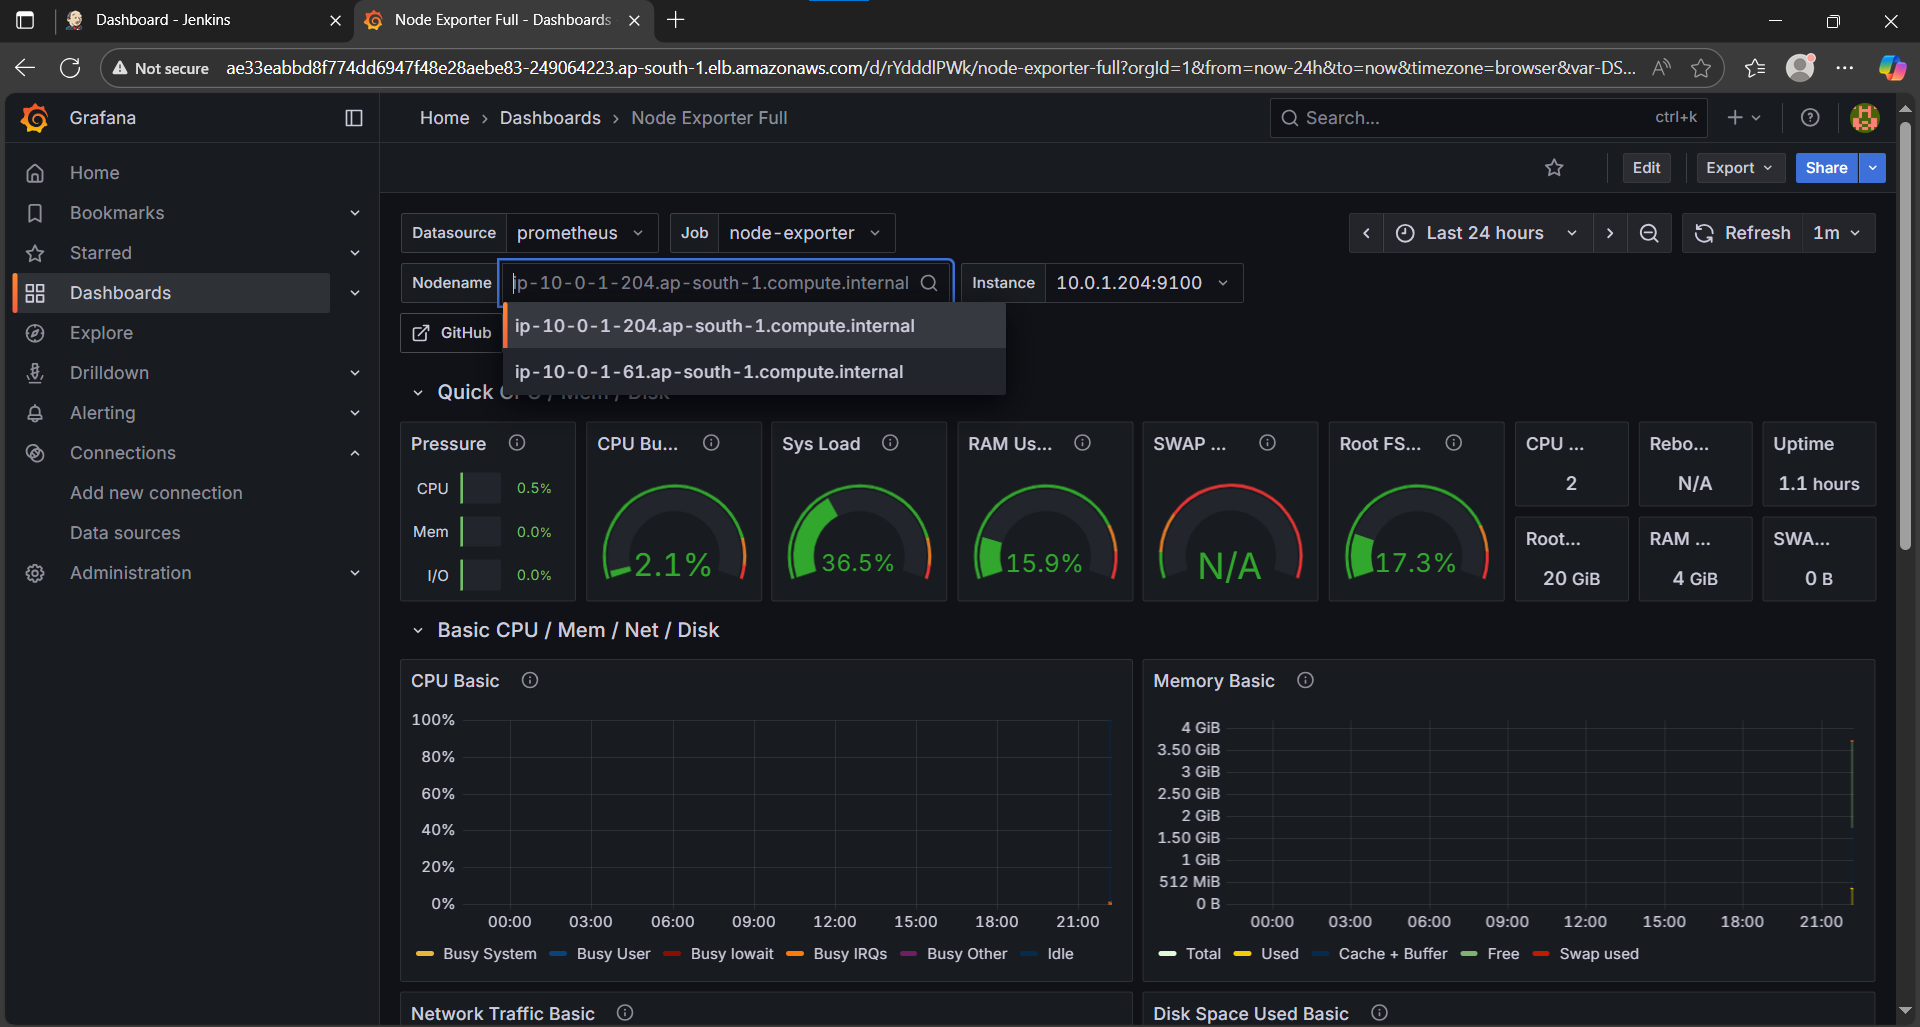 Dashboard - Jenkins
Node Exporter Full - Dashboards
Not secure
ae33eabbd8f774dd6947f48e28aebe83-249064223.ap-south-1.elb.amazonaws.com/d/rYdddlPWk/node-exporter-full?orgId=1&from=now-24h&to=now&timezone=browser&var-DS...
Grafana
Home
Dashboards
Node Exporter Full
Search...
ctrl+k
Edit
Export
Share
Home
Bookmarks
Starred
Dashboards
Explore
Drilldown
Alerting
Connections
Add new connection
Data sources
Administration
Datasource
prometheus
Job
node-exporter
Last 24 hours
Refresh
1m
Nodename
ip-10-0-1-204.ap-south-1.compute.internal
Instance
10.0.1.204:9100
GitHub
ip-10-0-1-204.ap-south-1.compute.internal
ip-10-0-1-61.ap-south-1.compute.internal
Quick CPU / Mem / Disk
Pressure
CPU
0.5%
Mem
0.0%
I/O
0.0%
CPU Bu...
2.1%
Sys Load
36.5%
RAM Us...
15.9%
SWAP ...
N/A
Root FS...
17.3%
CPU ...
2
Rebo...
N/A
Uptime
1.1 hours
Root...
20 GiB
RAM ...
4 GiB
SWA...
0 B
Basic CPU / Mem / Net / Disk
CPU Basic
100%
80%
60%
40%
20%
0%
00:00 03:00 06:00 09:00 12:00 15:00 18:00 21:00
Busy System Busy User Busy Iowait Busy IRQs Busy Other Idle
Memory Basic
4 GiB
3.50 GiB
3 GiB
2.50 GiB
2 GiB
1.50 GiB
1 GiB
512 MiB
0 B
00:00 03:00 06:00 09:00 12:00 15:00 18:00 21:00
Total Used Cache + Buffer Free Swap used
Network Traffic Basic
Disk Space Used Basic